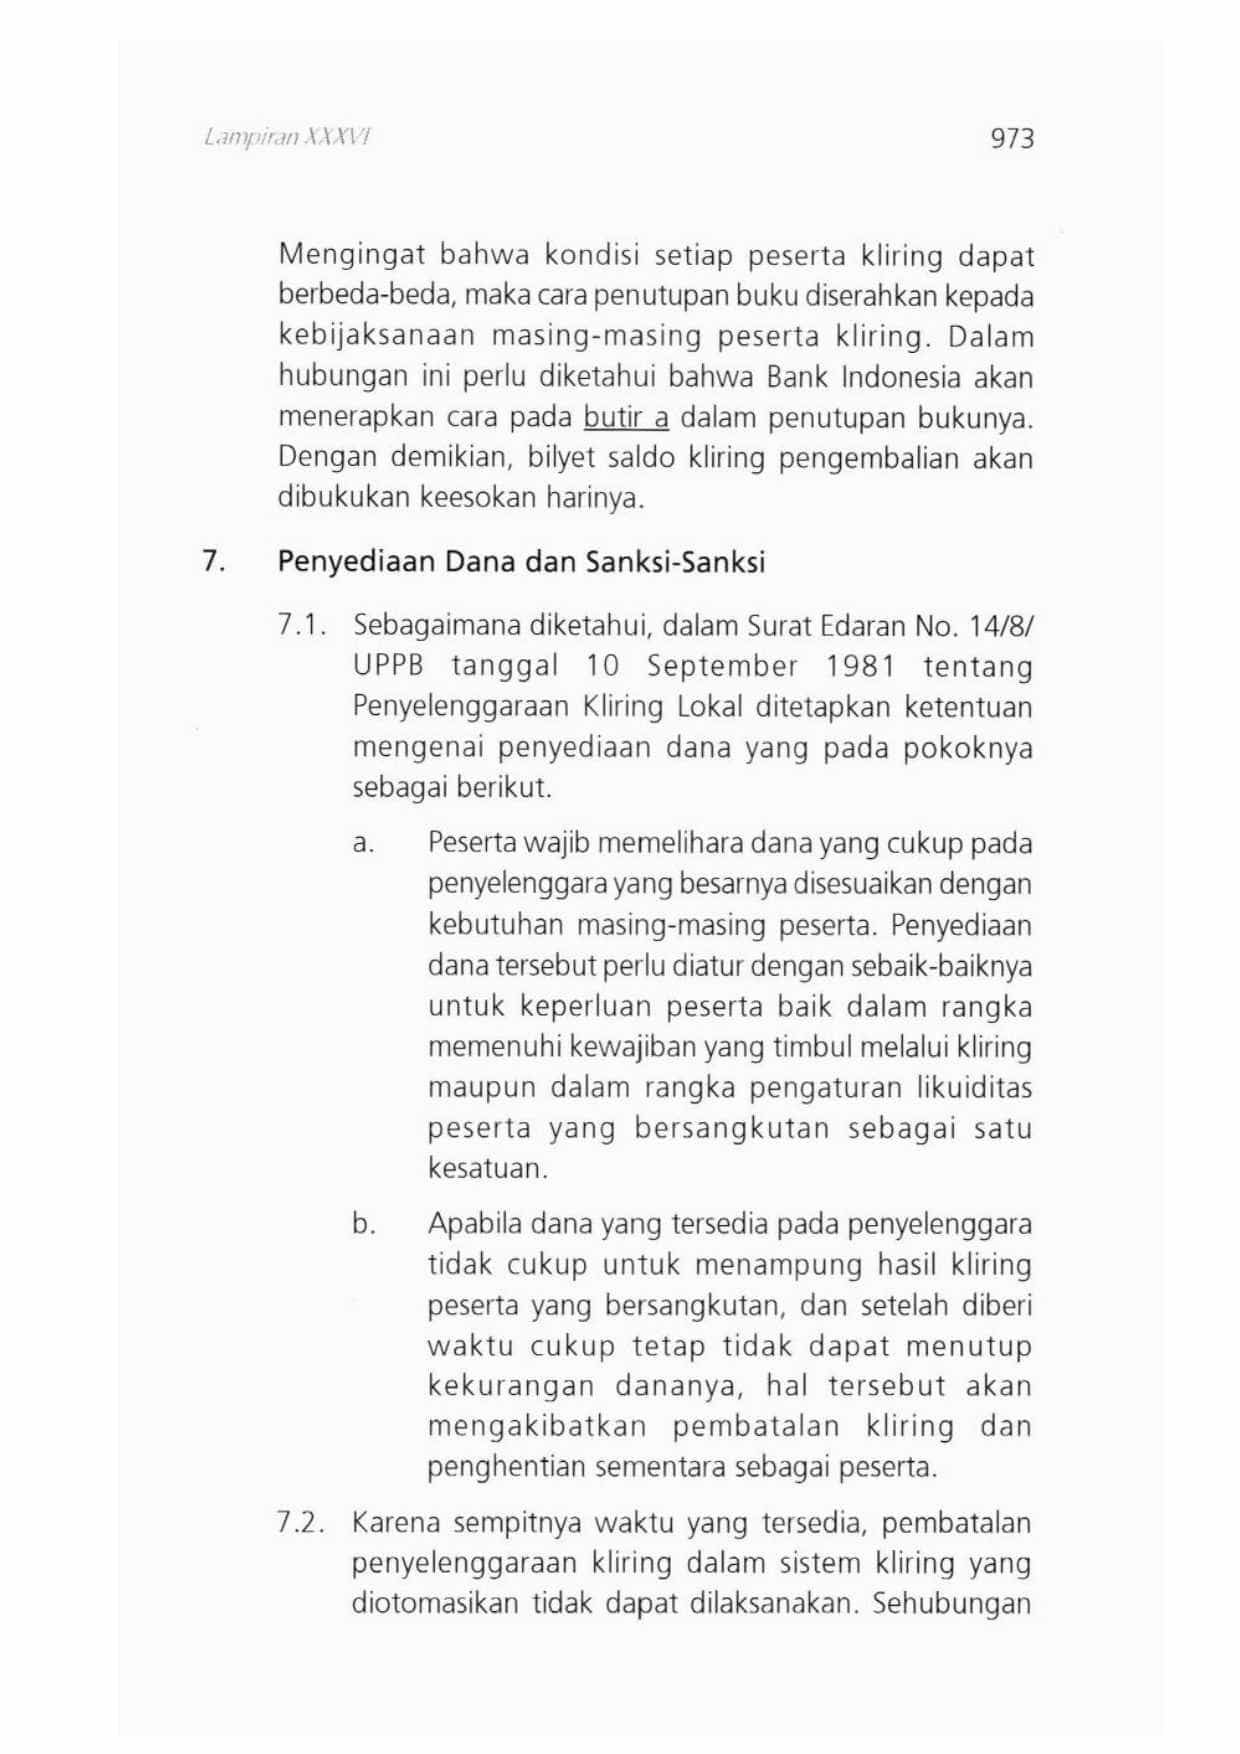 Lampiran XXXVI
973
Mengingat bahwa kondisi setiap peserta kliring dapat
berbeda-beda, maka cara penutupan buku diserahkan kepada
kebijaksanaan masing-masing peserta kliring. Dalam
hubungan ini perlu diketahui bahwa Bank Indonesia akan
menerapkan cara pada butir a dalam penutupan bukunya.
Dengan demikian, bilyet saldo kliring pengembalian akan
dibukukan keesokan harinya.
7. Penyediaan Dana dan Sanksi-Sanksi
7.1. Sebagaimana diketahui, dalam Surat Edaran No. 14/8/
UPPB tanggal 10 September 1981 tentang
Penyelenggaraan Kliring Lokal ditetapkan ketentuan
mengenai penyediaan dana yang pada pokoknya
sebagai berikut.
a. Peserta wajib memelihara dana yang cukup pada
penyelenggara yang besarnya disesuaikan dengan
kebutuhan masing-masing peserta. Penyediaan
dana tersebut perlu diatur dengan sebaik-baiknya
untuk keperluan peserta baik dalam rangka
memenuhi kewajiban yang timbul melalui kliring
maupun dalam rangka pengaturan likuiditas
peserta yang bersangkutan sebagai satu
kesatuan.
b. Apabila dana yang tersedia pada penyelenggara
tidak cukup untuk menampung hasil kliring
peserta yang bersangkutan, dan setelah diberi
waktu cukup tetap tidak dapat menutup
kekurangan dananya, hal tersebut akan
mengakibatkan pembatalan kliring dan
penghentian sementara sebagai peserta.
7.2. Karena sempitnya waktu yang tersedia, pembatalan
penyelenggaraan kliring dalam sistem kliring yang
diotomasikan tidak dapat dilaksanakan. Sehubungan